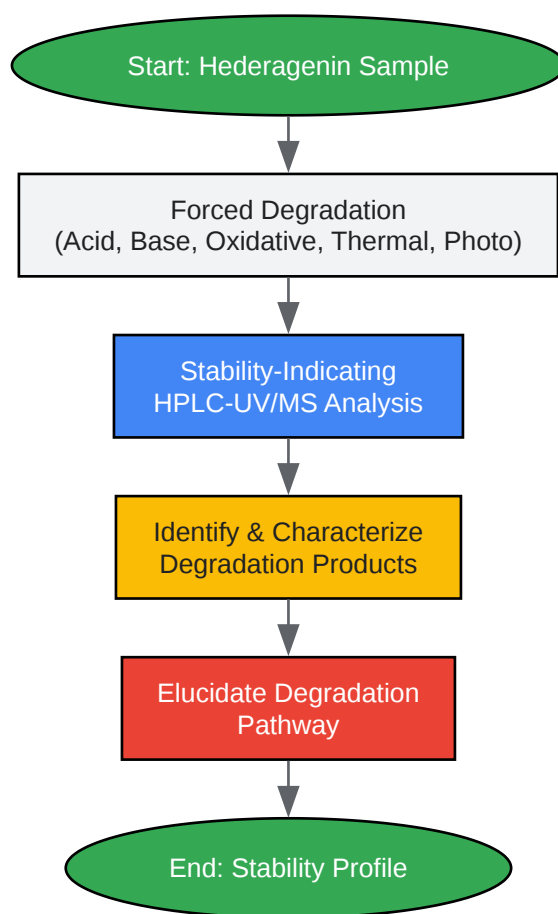 Start: Hederagenin Sample
Forced Degradation
(Acid, Base, Oxidative, Thermal, Photo)
Stability-Indicating
HPLC-UV/MS Analysis
Identify & Characterize
Degradation Products
Elucidate Degradation
Pathway
End: Stability Profile